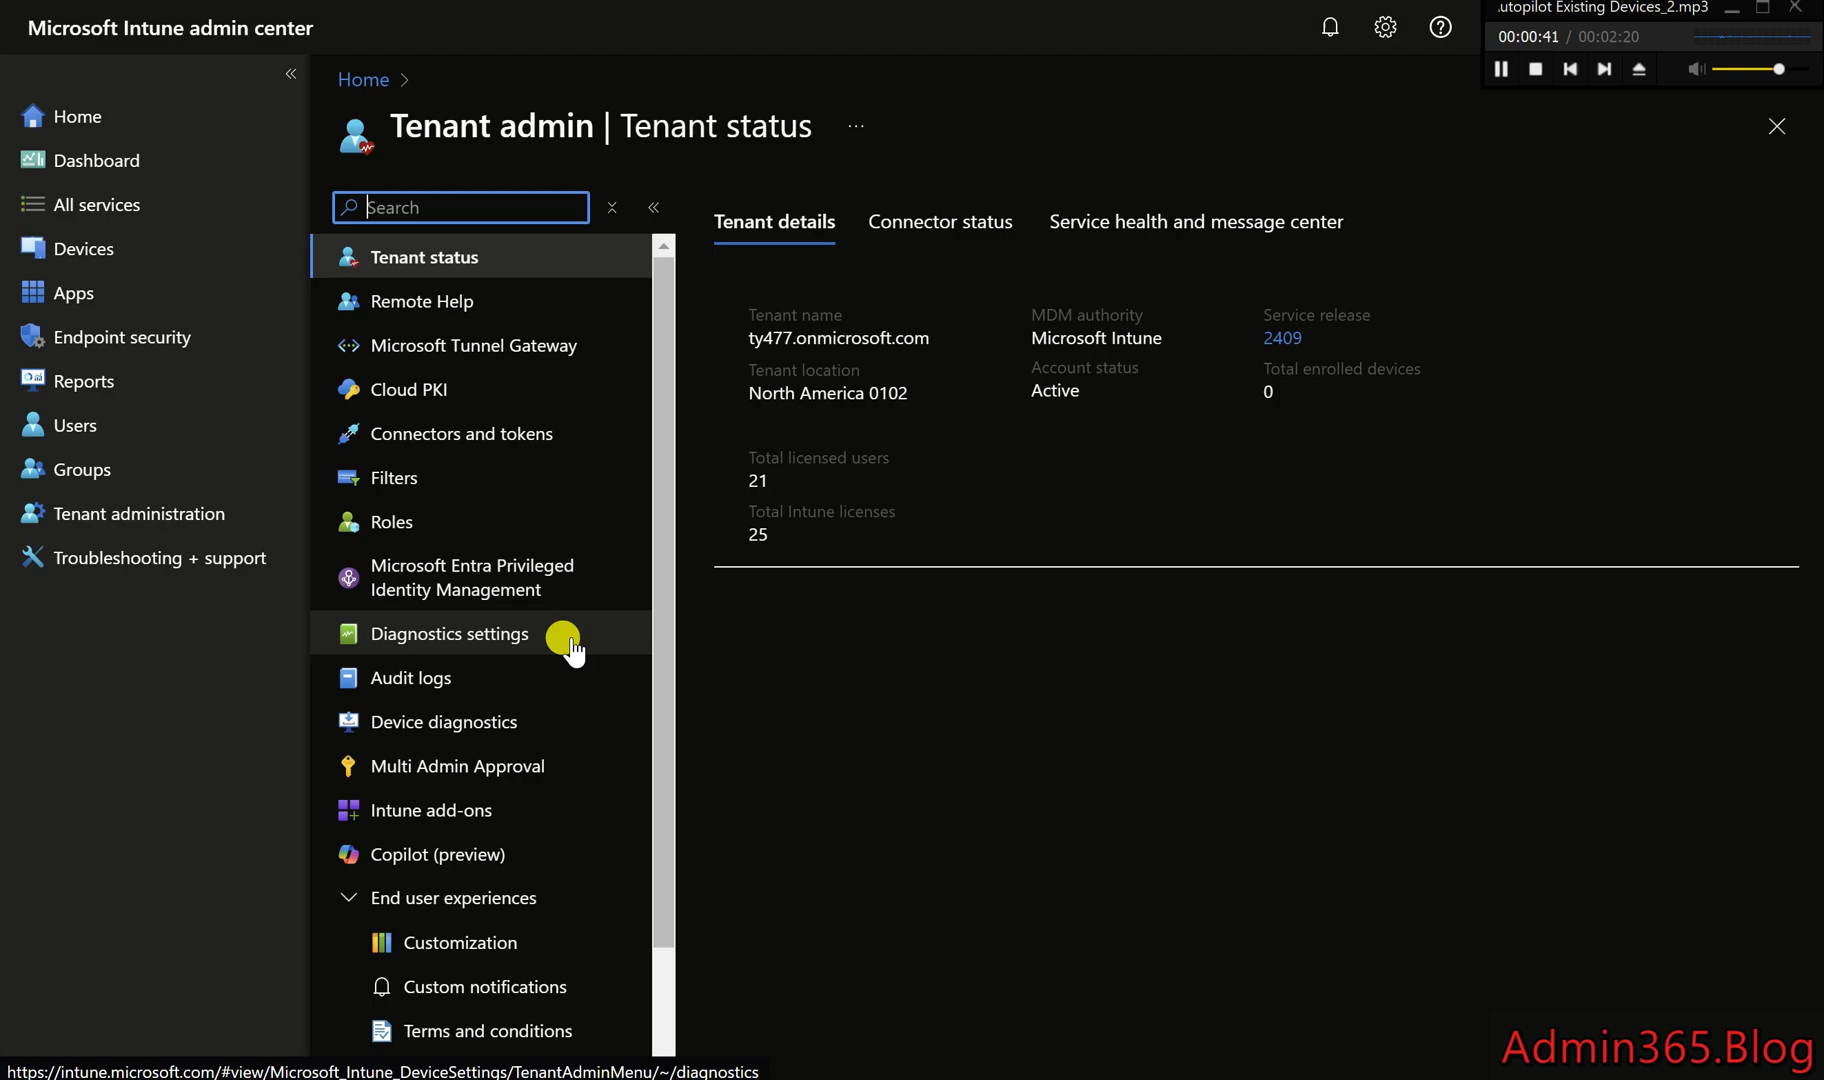 Microsoft Intune admin center
utopilot Existing Devices_2.mp3
00:00:41 / 00:02:20
Home
Dashboard
All services
Devices
Apps
Endpoint security
Reports
Users
Groups
Tenant administration
Troubleshooting + support
Home >
Tenant admin | Tenant status ...
Search
Tenant status
Remote Help
Microsoft Tunnel Gateway
Cloud PKI
Connectors and tokens
Filters
Roles
Microsoft Entra Privileged
Identity Management
Diagnostics settings
Audit logs
Device diagnostics
Multi Admin Approval
Intune add-ons
Copilot (preview)
End user experiences
Customization
Custom notifications
Terms and conditions
Tenant details Connector status Service health and message center
Tenant name
ty477.onmicrosoft.com
Tenant location
North America 0102
MDM authority
Microsoft Intune
Account status
Active
Service release
2409
Total enrolled devices
0
Total licensed users
21
Total Intune licenses
25
https://intune.microsoft.com/#view/Microsoft_Intune_DeviceSettings/TenantAdminMenu/~/diagnostics
Admin365.Blog